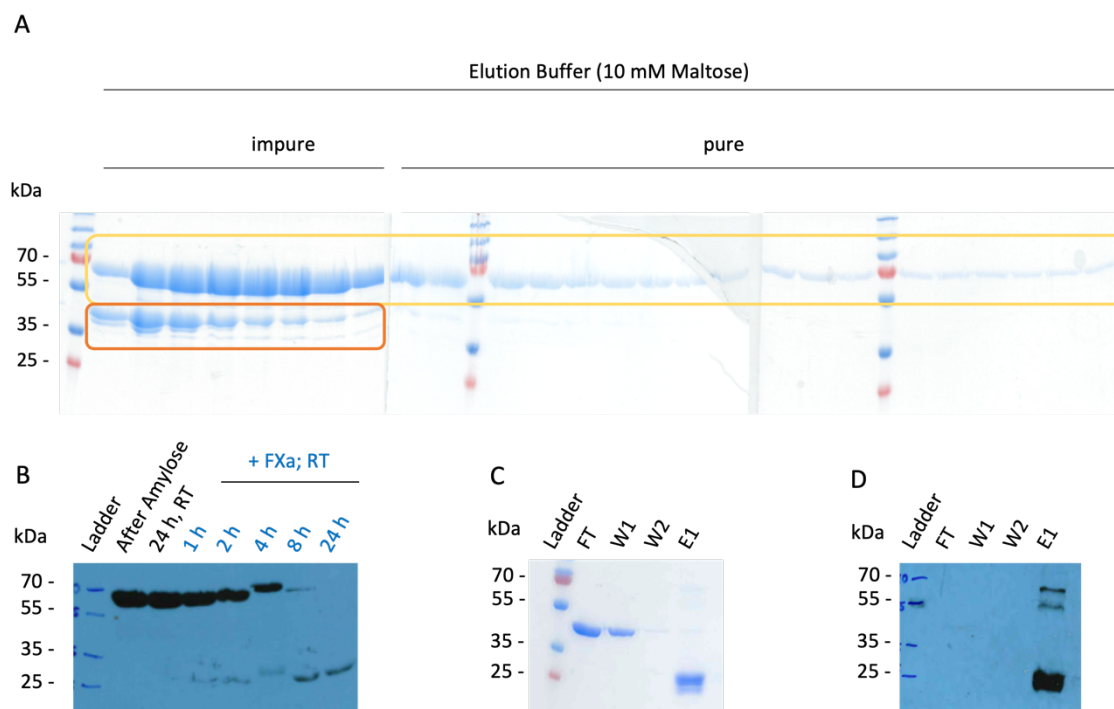 A
Elution Buffer (10 mM Maltose)
impure
pure
kDa
70 -
55 -
35 -
25 -
B
+ FXa; RT
kDa
Ladder
After Amylose
24 h, RT
1 h
2 h
4 h
8 h
24 h
70 -
55 -
35 -
25 -
C
kDa
Ladder
FT
W1
W2
E1
70 -
55 -
35 -
25 -
D
kDa
Ladder
FT
W1
W2
E1
70 -
55 -
35 -
25 -